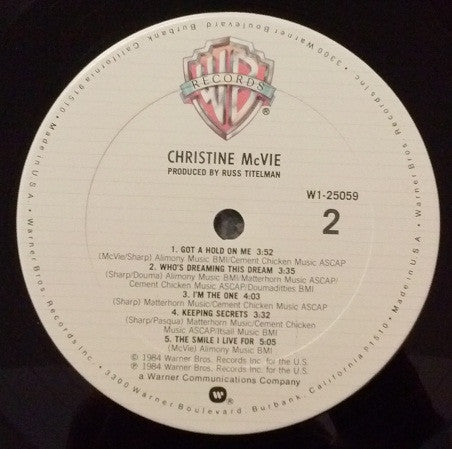 WB
RECORDS
®
CHRISTINE McVIE
PRODUCED BY RUSS TITELMAN
W1-25059
2
1. GOT A HOLD ON ME 3:52
(McVie/Sharp) Alimony Music BMI/Cement Chicken Music ASCAP
2. WHO'S DREAMING THIS DREAM 3:35
(Sharp/Douma) Alimony Music BMI/Matterhorn Music ASCAP/
Cement Chicken Music ASCAP/Doumaditties BMI
3. I'M THE ONE 4:03
(Sharp) Matterhorn Music/Cement Chicken Music ASCAP
4. KEEPING SECRETS 3:32
(Sharp/Pasqua) Matterhorn Music/Cement Chicken
Music ASCAP/Itsall Music BMI
5. THE SMILE I LIVE FOR 5:05
(McVie) Alimony Music BMI
© 1984 Warner Bros. Records Inc. for the U.S.
℗ 1984 Warner Bros. Records Inc. for the U.S.
a Warner Communications Company
W®
Warner Bros. Records Inc. • 3300 Warner Boulevard Burbank, California 91510 • Made in U.S.A. • Warner Bros. Records Inc. • 3300 Warner Boulevard, Burbank, California 91510 • Made in U.S.A. •